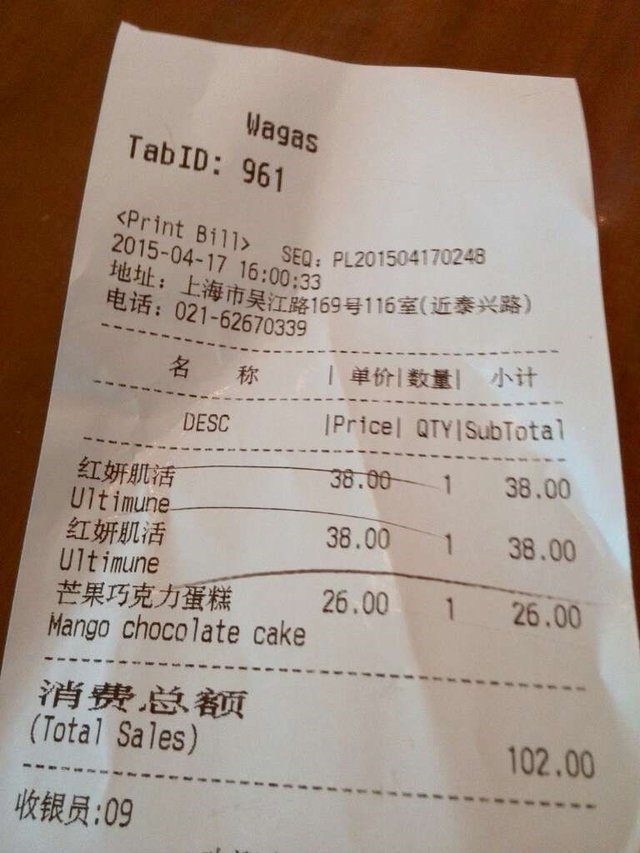 Wagas
TabID: 961
<Print Bill>
SEQ: PL201504170248
2015-04-17 16:00:33
地址: 上海市吴江路169号116室(近泰兴路)
电话: 021-62670339
名 称 |单价|数量| 小计
DESC |Price| QTY|SubTotal
红妍肌活 38.00 1 38.00
Ultimune
红妍肌活 38.00 1 38.00
Ultimune
芒果巧克力蛋糕 26.00 1 26.00
Mango chocolate cake
消费总额
(Total Sales) 102.00
收银员:09